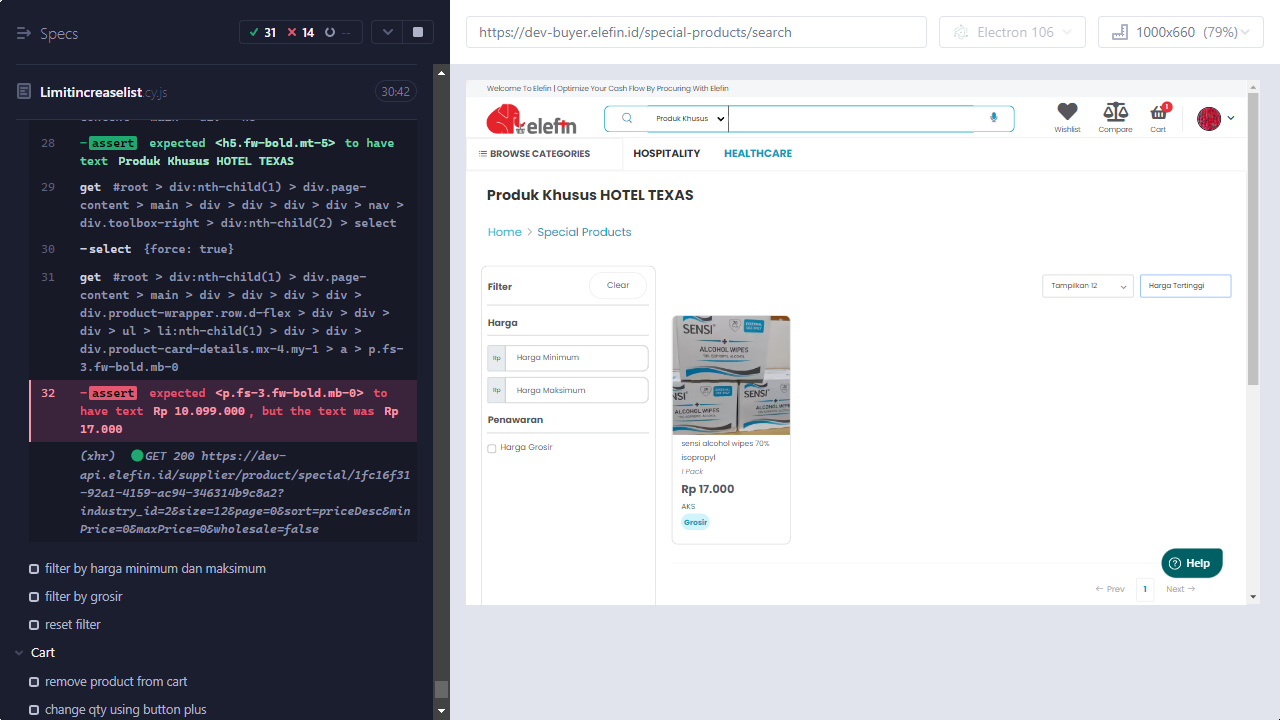 Specs
31
14
--
Limitincreaselist.cy.js
30:42
28
-assert expected <h5.fw-bold.mt-5> to have
text Produk Khusus HOTEL TEXAS
29
get #root > div:nth-child(1) > div.page-
content > main > div > div > div > div > nav >
div.toolbox-right > div:nth-child(2) > select
30
-select {force: true}
31
get #root > div:nth-child(1) > div.page-
content > main > div > div > div > div >
div.product-wrapper.row.d-flex > div > div >
div > ul > li:nth-child(1) > div > div >
div.product-card-details.mx-4.my-1 > a > p.fs-
3.fw-bold.mb-0
32
-assert expected <p.fs-3.fw-bold.mb-0> to
have text Rp 10.099.000, but the text was Rp
17.000
(xhr) GET 200 https://dev-
api.elefin.id/supplier/product/special/1fc16f31
-92a1-4159-ac94-346314b9c8a2?
industry_id=2&size=12&page=0&sort=priceDesc&min
Price=0&maxPrice=0&wholesale=false
filter by harga minimum dan maksimum
filter by grosir
reset filter
Cart
remove product from cart
change qty using button plus
https://dev-buyer.elefin.id/special-products/search
Electron 106
1000x660 (79%)
Welcome To Elefin | Optimize Your Cash Flow By Procuring With Elefin
elefin
Produk Khusus
Wishlist
Compare
1
Cart
BROWSE CATEGORIES
HOSPITALITY
HEALTHCARE
Produk Khusus HOTEL TEXAS
Home > Special Products
Filter
Clear
Harga
Rp Harga Minimum
Rp Harga Maksimum
Penawaran
Harga Grosir
Tampilkan 12
Harga Tertinggi
SENSI
ALCOHOL WIPES
ALCOHOL WIPES
ALCOHOL WIPES
sensi alcohol wipes 70%
isopropyl
1 Pack
Rp 17.000
AKS
Grosir
Help
← Prev
1
Next →